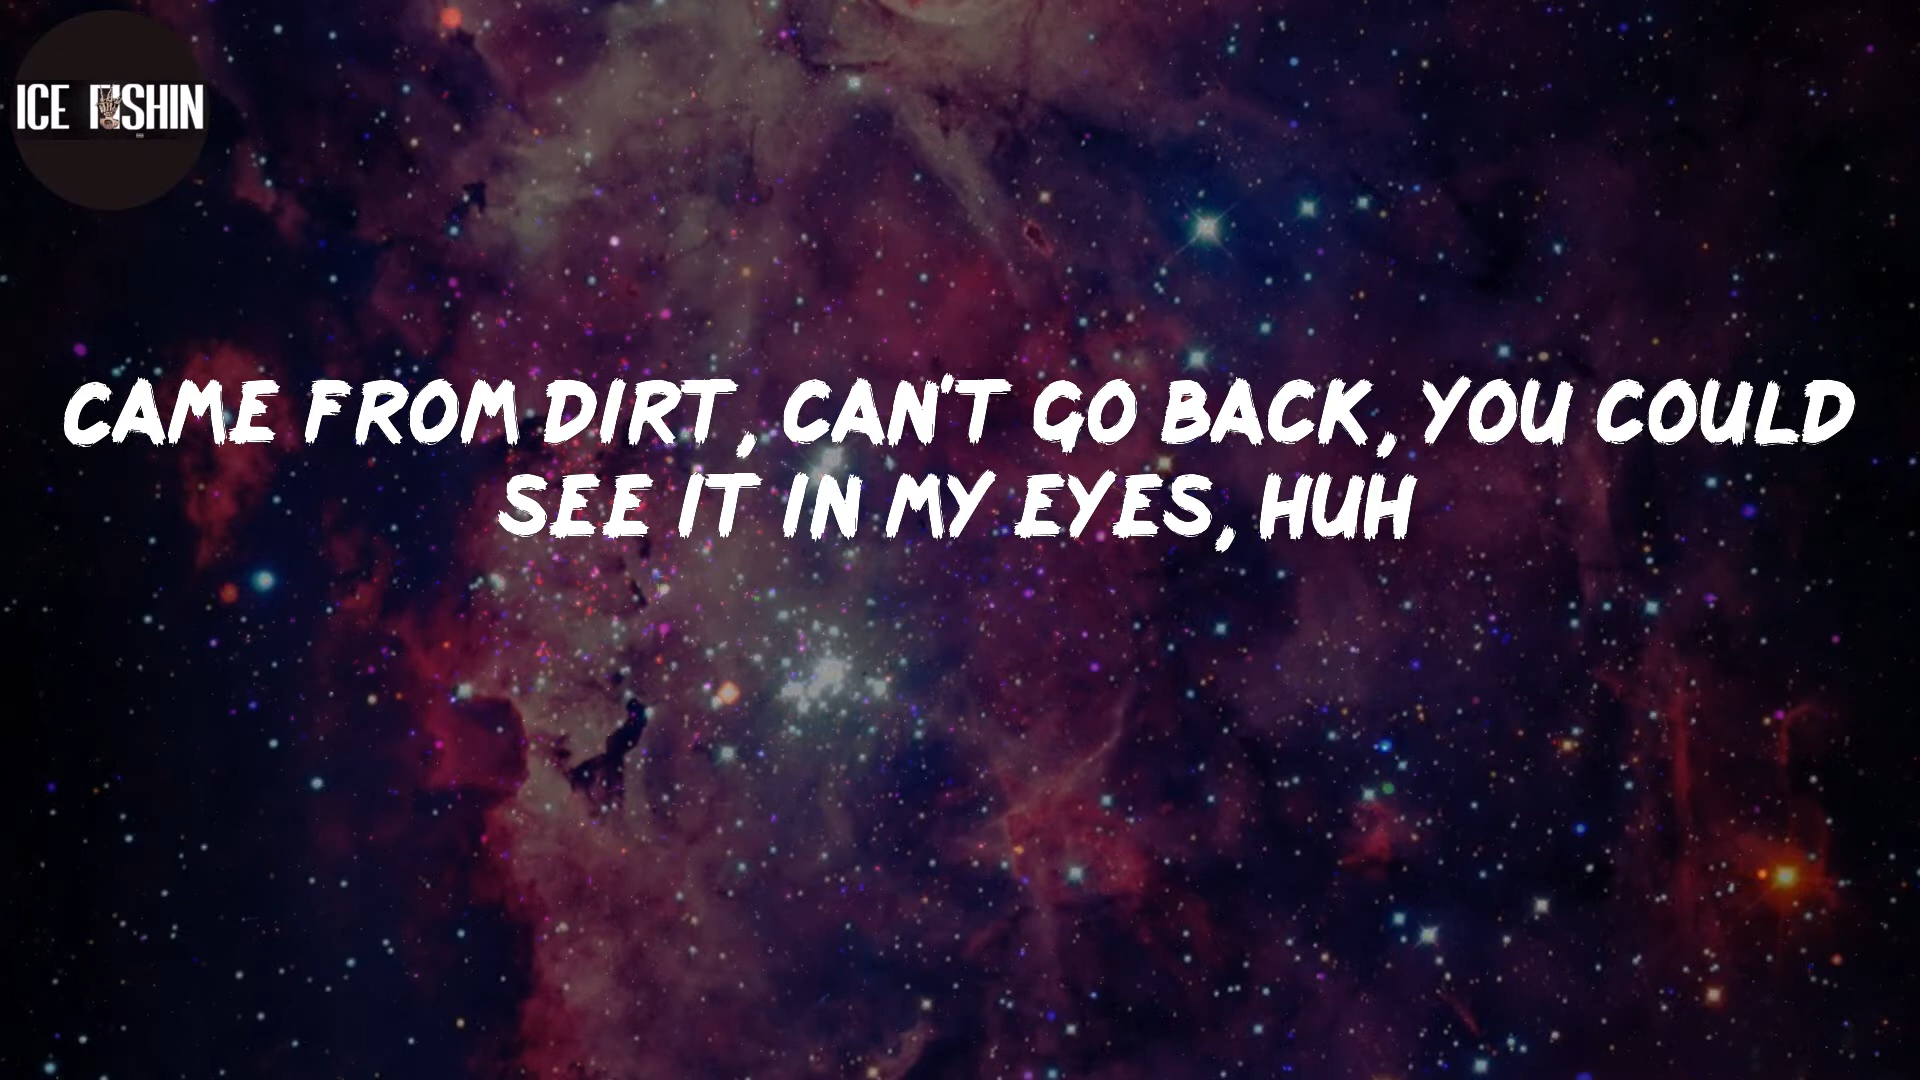 ICE FISHIN
CAME FROM DIRT, CAN'T GO BACK, YOU COULD
SEE IT IN MY EYES, HUH